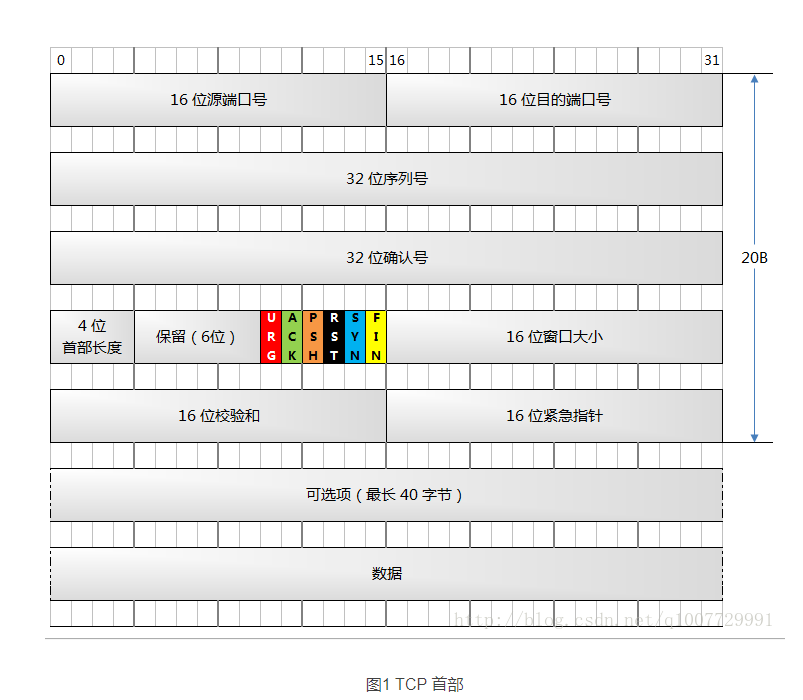 0 15 16 31
16 位源端口号 16 位目的端口号
32 位序列号
32 位确认号
20B
4 位
首部长度
保留（6位）
URG
ACK
PSH
RST
SYN
FIN
16 位窗口大小
16 位校验和 16 位紧急指针
可选项（最长 40 字节）
数据
http://blog.csdn.net/q1007729991
图1 TCP 首部